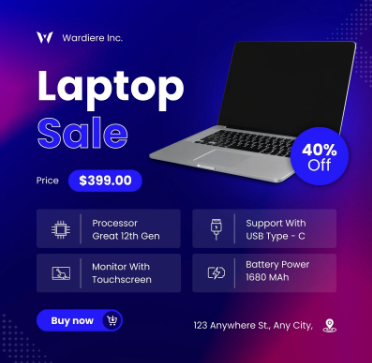 Wardiere Inc.
Laptop
Sale
40%
Off
Price $399.00
Processor
Great 12th Gen
Support With
USB Type - C
Monitor With
Touchscreen
Battery Power
1680 MAh
Buy now
123 Anywhere St., Any City,